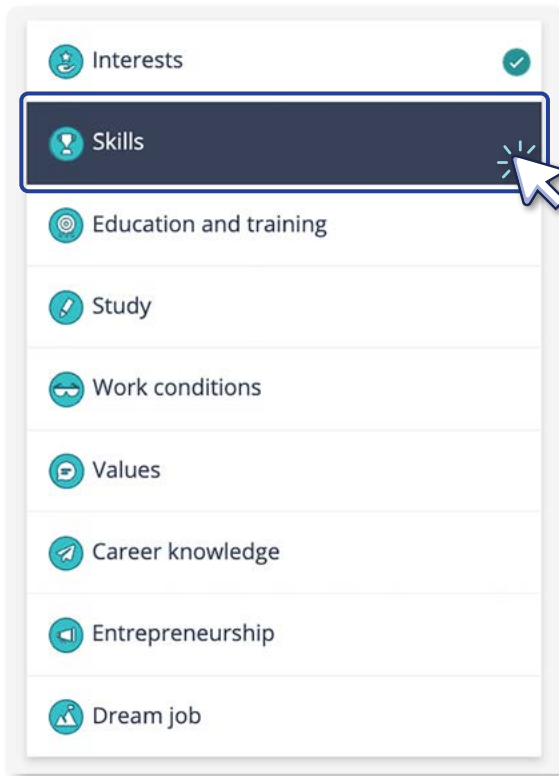 Interests
Skills
Education and training
Study
Work conditions
Values
Career knowledge
Entrepreneurship
Dream job